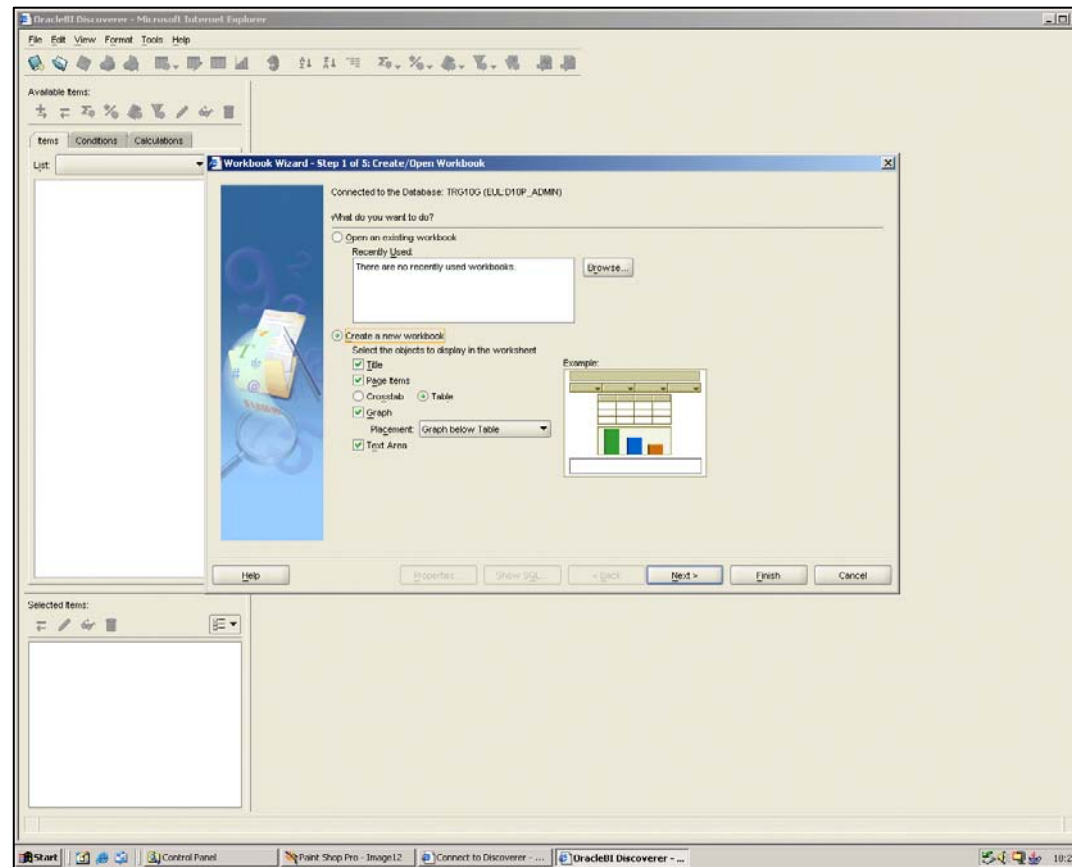 OracleBI Discoverer - Microsoft Internet Explorer
File Edit View Format Tools Help
Available Items:
Items Conditions Calculations
List:
Workbook Wizard - Step 1 of 5: Create/Open Workbook
Connected to the Database: TRG10G (EUL:D10P_ADMIN)
What do you want to do?
Open an existing workbook
Recently Used:
There are no recently used workbooks.
Browse...
Create a new workbook
Select the objects to display in the worksheet
Title
Example:
Page Items
Crosstab Table
Graph
Placement: Graph below Table
Text Area
Help Properties... Show SQL... < Back Next > Finish Cancel
Selected Items:
Start Control Panel Paint Shop Pro - Image12 Connect to Discoverer - ... OracleBI Discoverer - ...